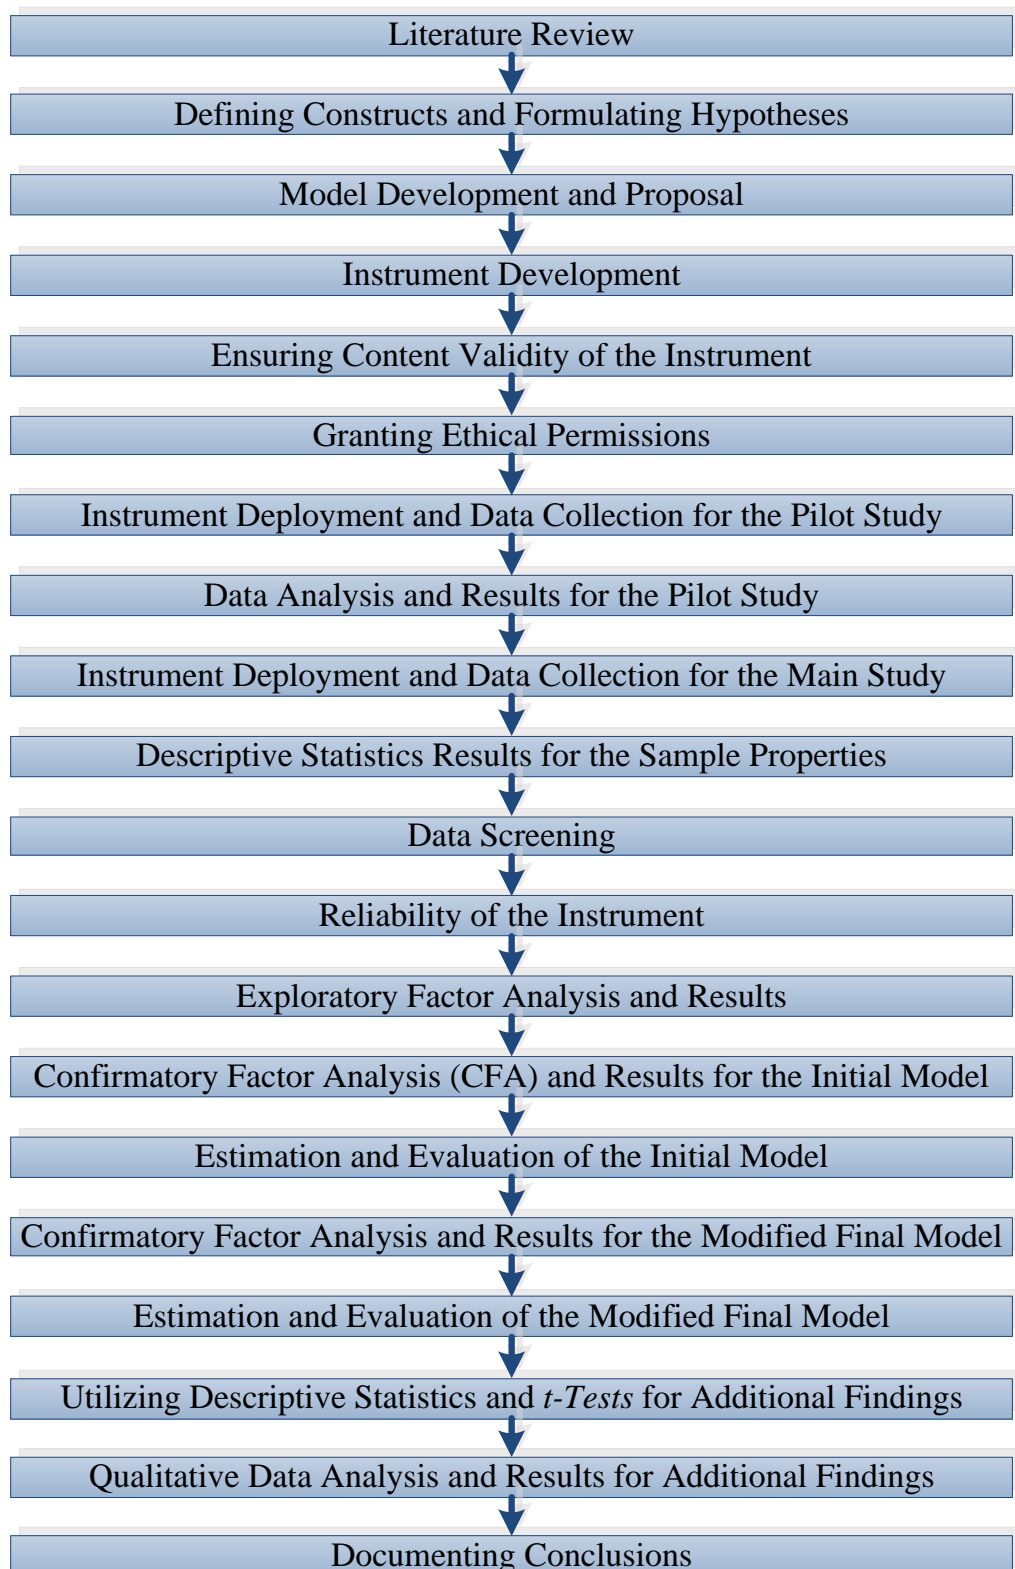 Literature Review
Defining Constructs and Formulating Hypotheses
Model Development and Proposal
Instrument Development
Ensuring Content Validity of the Instrument
Granting Ethical Permissions
Instrument Deployment and Data Collection for the Pilot Study
Data Analysis and Results for the Pilot Study
Instrument Deployment and Data Collection for the Main Study
Descriptive Statistics Results for the Sample Properties
Data Screening
Reliability of the Instrument
Exploratory Factor Analysis and Results
Confirmatory Factor Analysis (CFA) and Results for the Initial Model
Estimation and Evaluation of the Initial Model
Confirmatory Factor Analysis and Results for the Modified Final Model
Estimation and Evaluation of the Modified Final Model
Utilizing Descriptive Statistics and t-Tests for Additional Findings
Qualitative Data Analysis and Results for Additional Findings
Documenting Conclusions